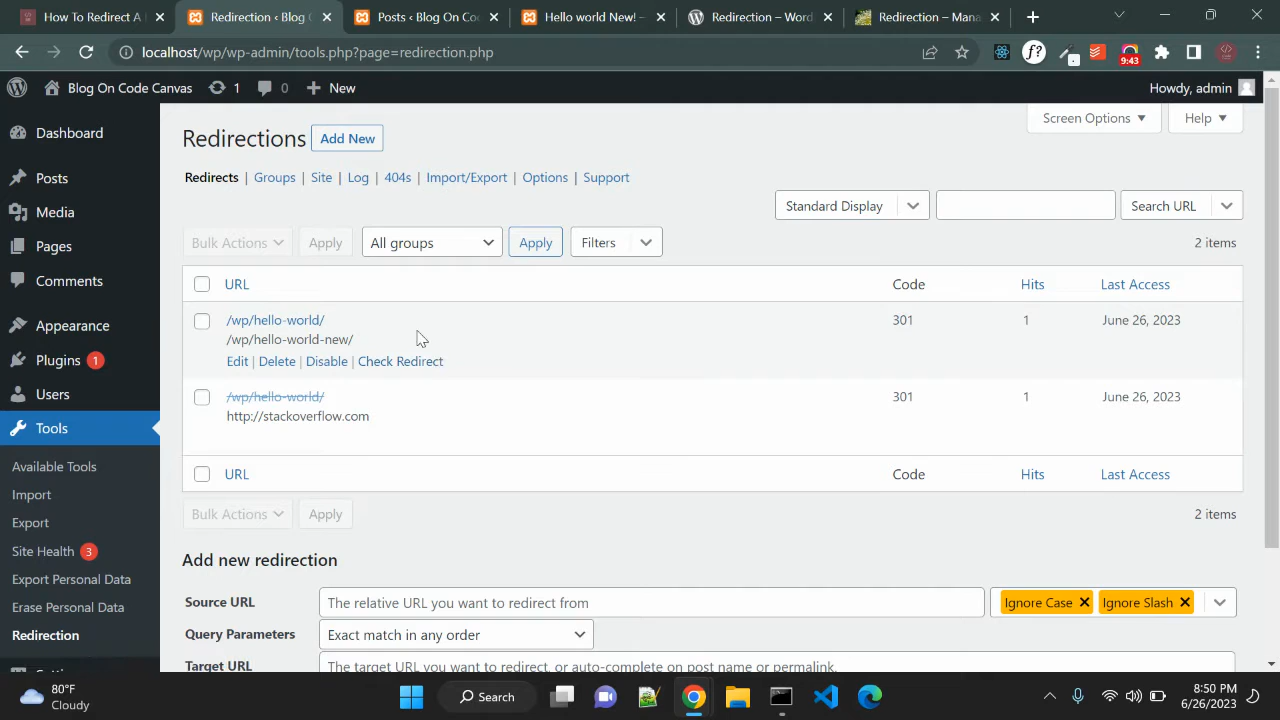 How To Redirect A
Redirection ‹ Blog
Posts ‹ Blog On Co
Hello world New! –
Redirection – Word
Redirection – Mana
localhost/wp/wp-admin/tools.php?page=redirection.php
f?
9:43
Blog On Code Canvas
1
0
New
Howdy, admin
Dashboard
Posts
Media
Pages
Comments
Appearance
Plugins 1
Users
Tools
Available Tools
Import
Export
Site Health 3
Export Personal Data
Erase Personal Data
Redirection
Screen Options
Help
Redirections
Add New
Redirects | Groups | Site | Log | 404s | Import/Export | Options | Support
Standard Display
Search URL
Bulk Actions
Apply
All groups
Apply
Filters
2 items
URL Code Hits Last Access
/wp/hello-world/ 301 1 June 26, 2023
/wp/hello-world-new/
Edit | Delete | Disable | Check Redirect
/wp/hello-world/ 301 1 June 26, 2023
http://stackoverflow.com
URL Code Hits Last Access
Bulk Actions
Apply
2 items
Add new redirection
Source URL
The relative URL you want to redirect from
Ignore Case
Ignore Slash
Query Parameters
Exact match in any order
Target URL
The target URL you want to redirect, or auto-complete on post name or permalink.
80°F
Cloudy
Search
8:50 PM
6/26/2023